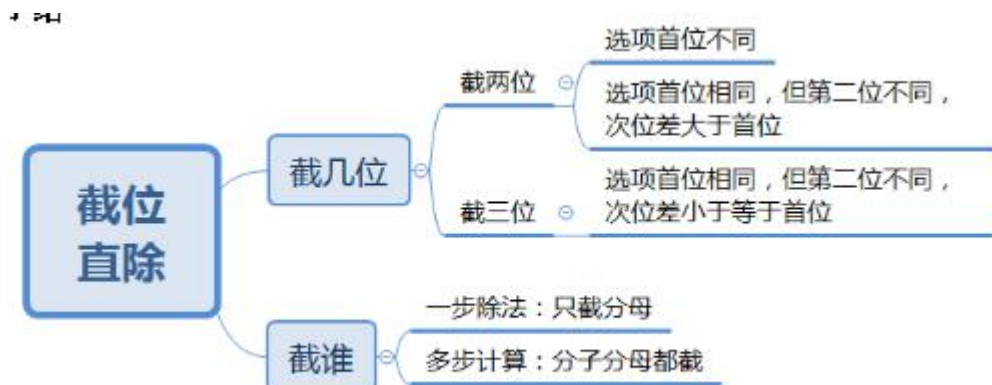 截位
直除
截几位
截两位
选项首位不同
选项首位相同，但第二位不同，
次位差大于首位
截三位
选项首位相同，但第二位不同，
次位差小于等于首位
截谁
一步除法：只截分母
多步计算：分子分母都截